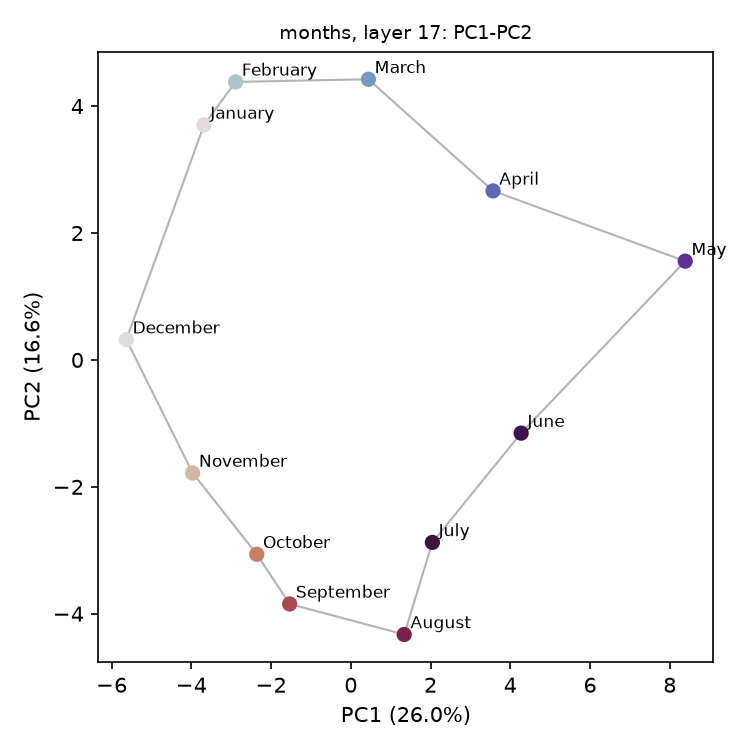 months, layer 17: PC1-PC2
February
March
January
April
May
December
June
November
July
October
September
August
4
2
0
−2
−4
PC2 (16.6%)
−6
−4
−2
0
2
4
6
8
PC1 (26.0%)